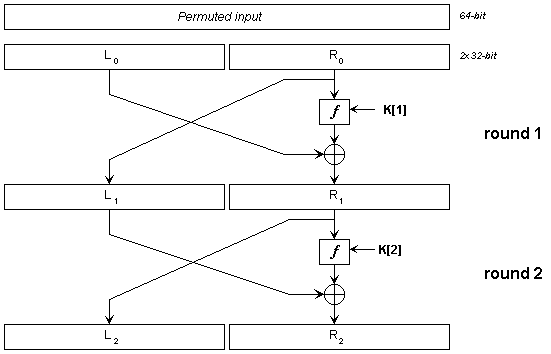 Permuted input 64-bit
L0 R0 2x32-bit
f K[1]
round 1
L1 R1
f K[2]
round 2
L2 R2